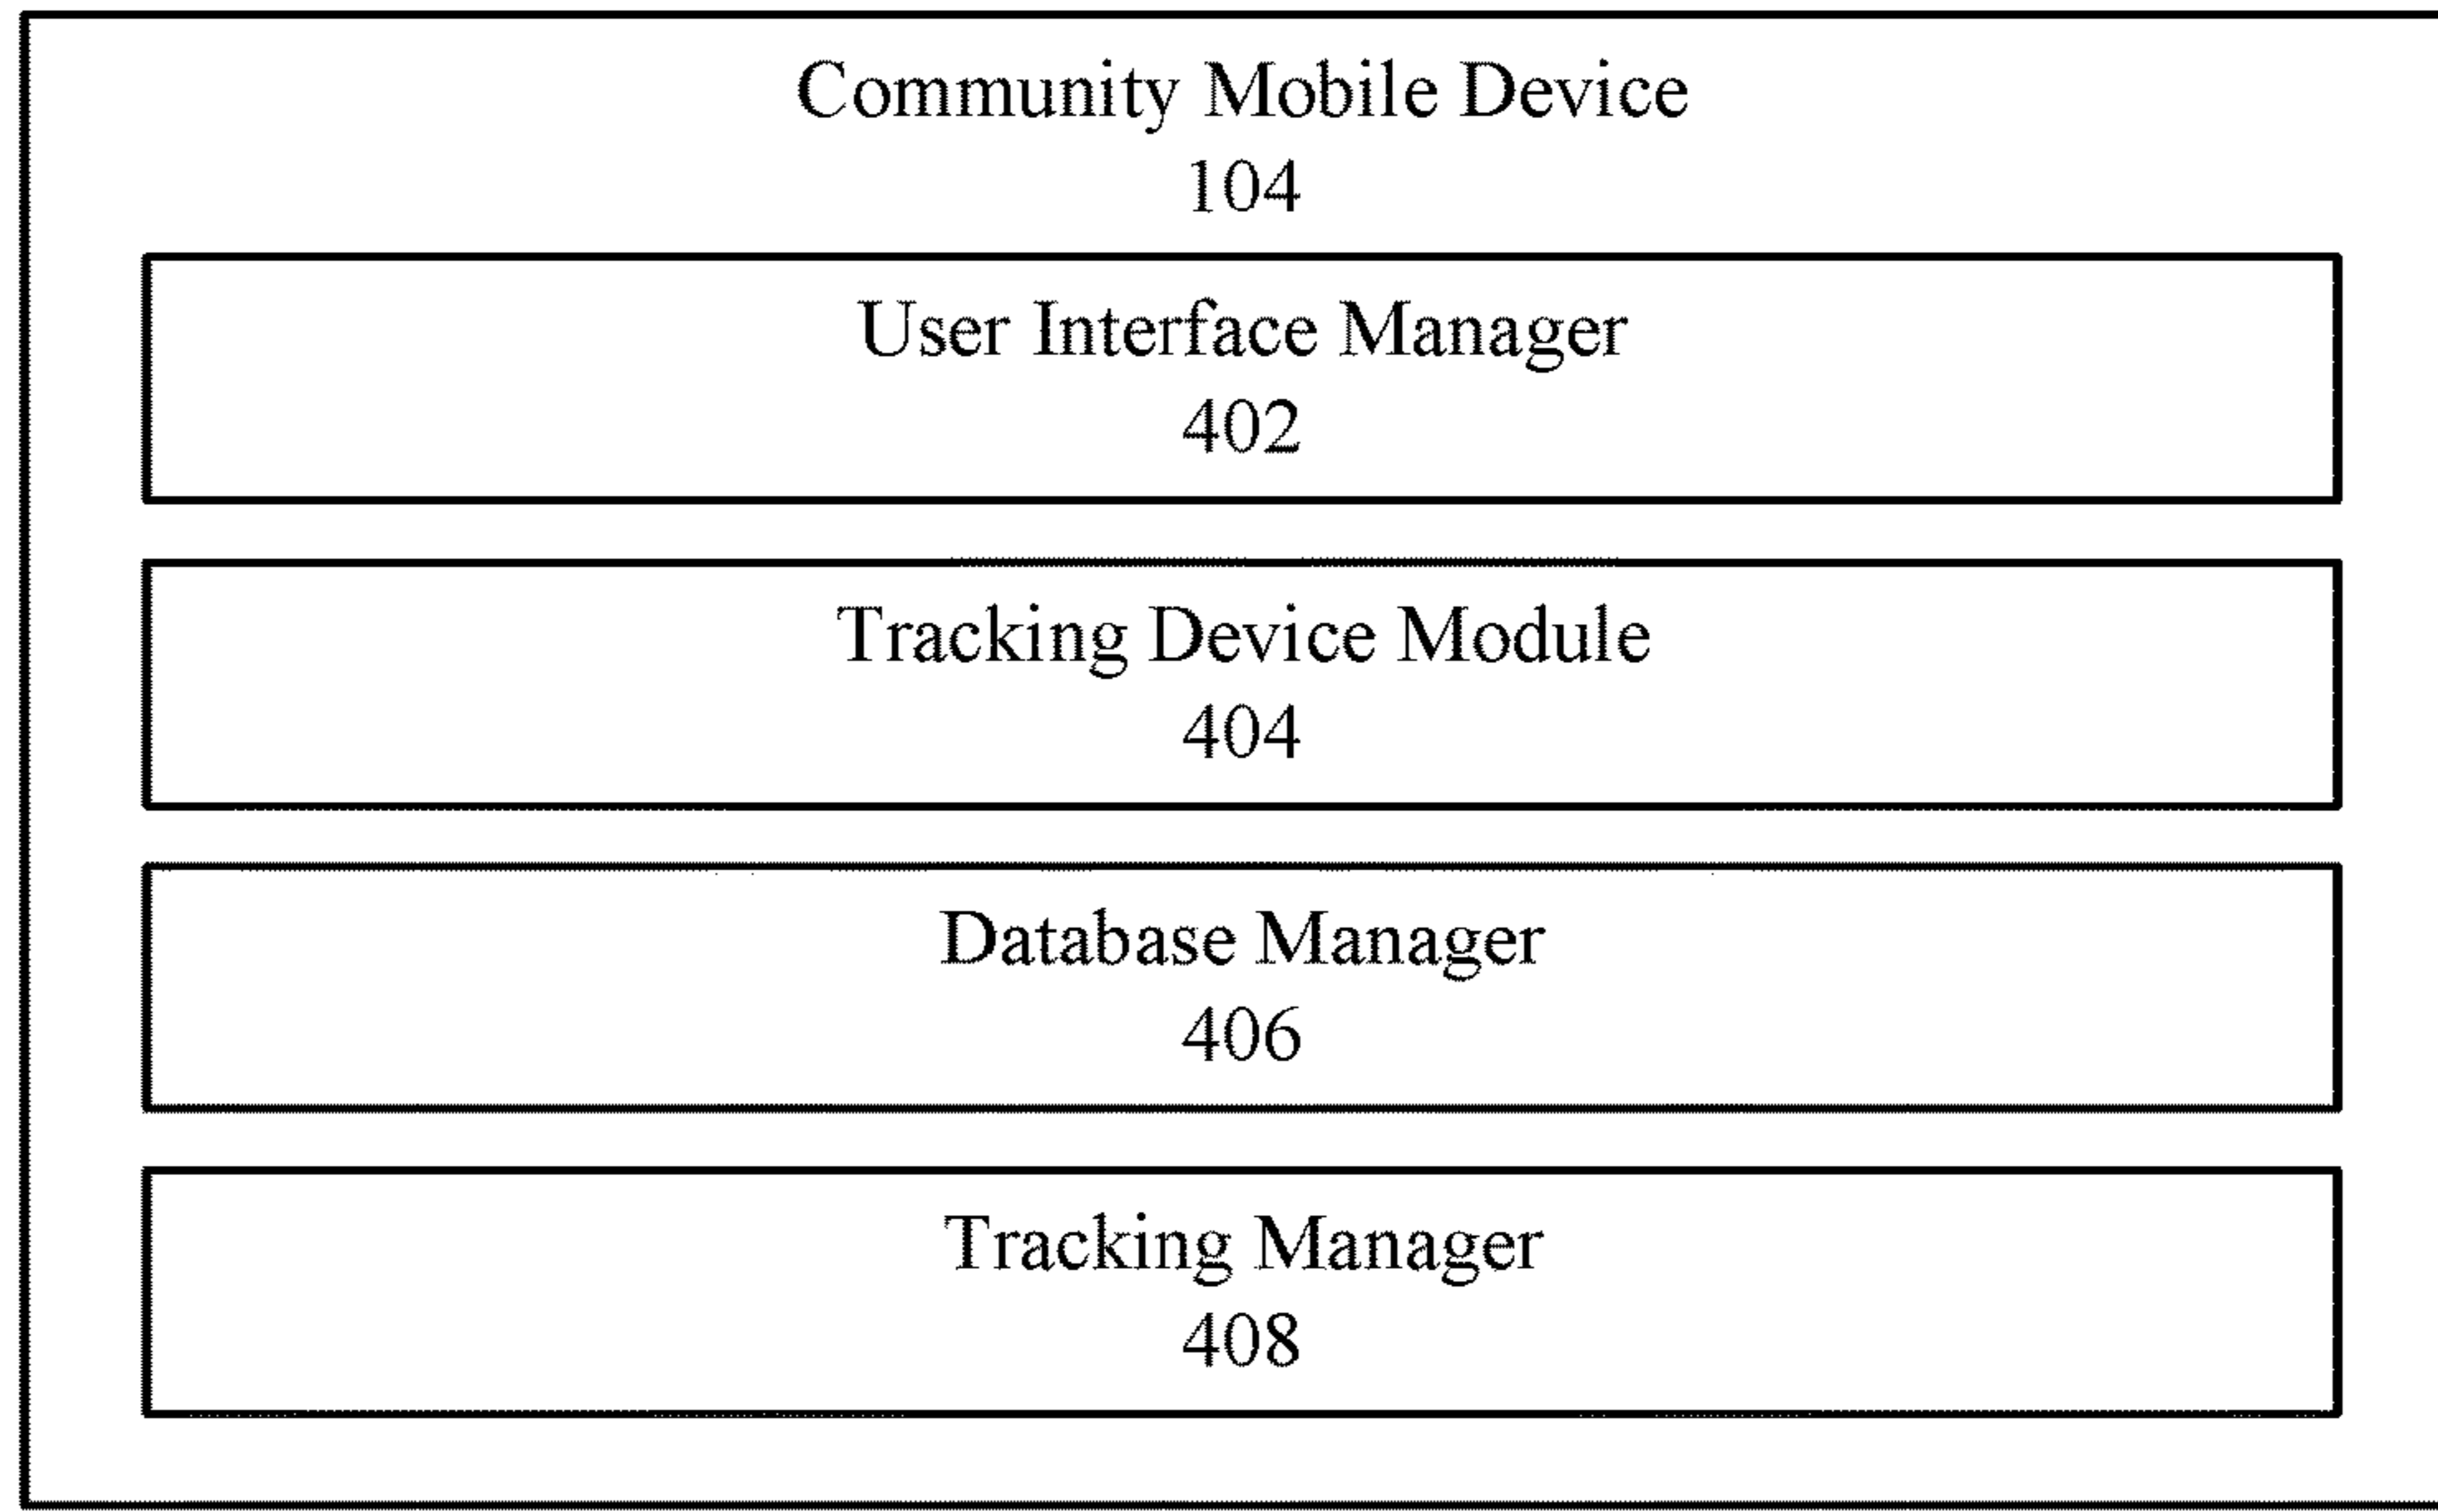 Community Mobile Device
104
User Interface Manager
402
Tracking Device Module
404
Database Manager
406
Tracking Manager
408